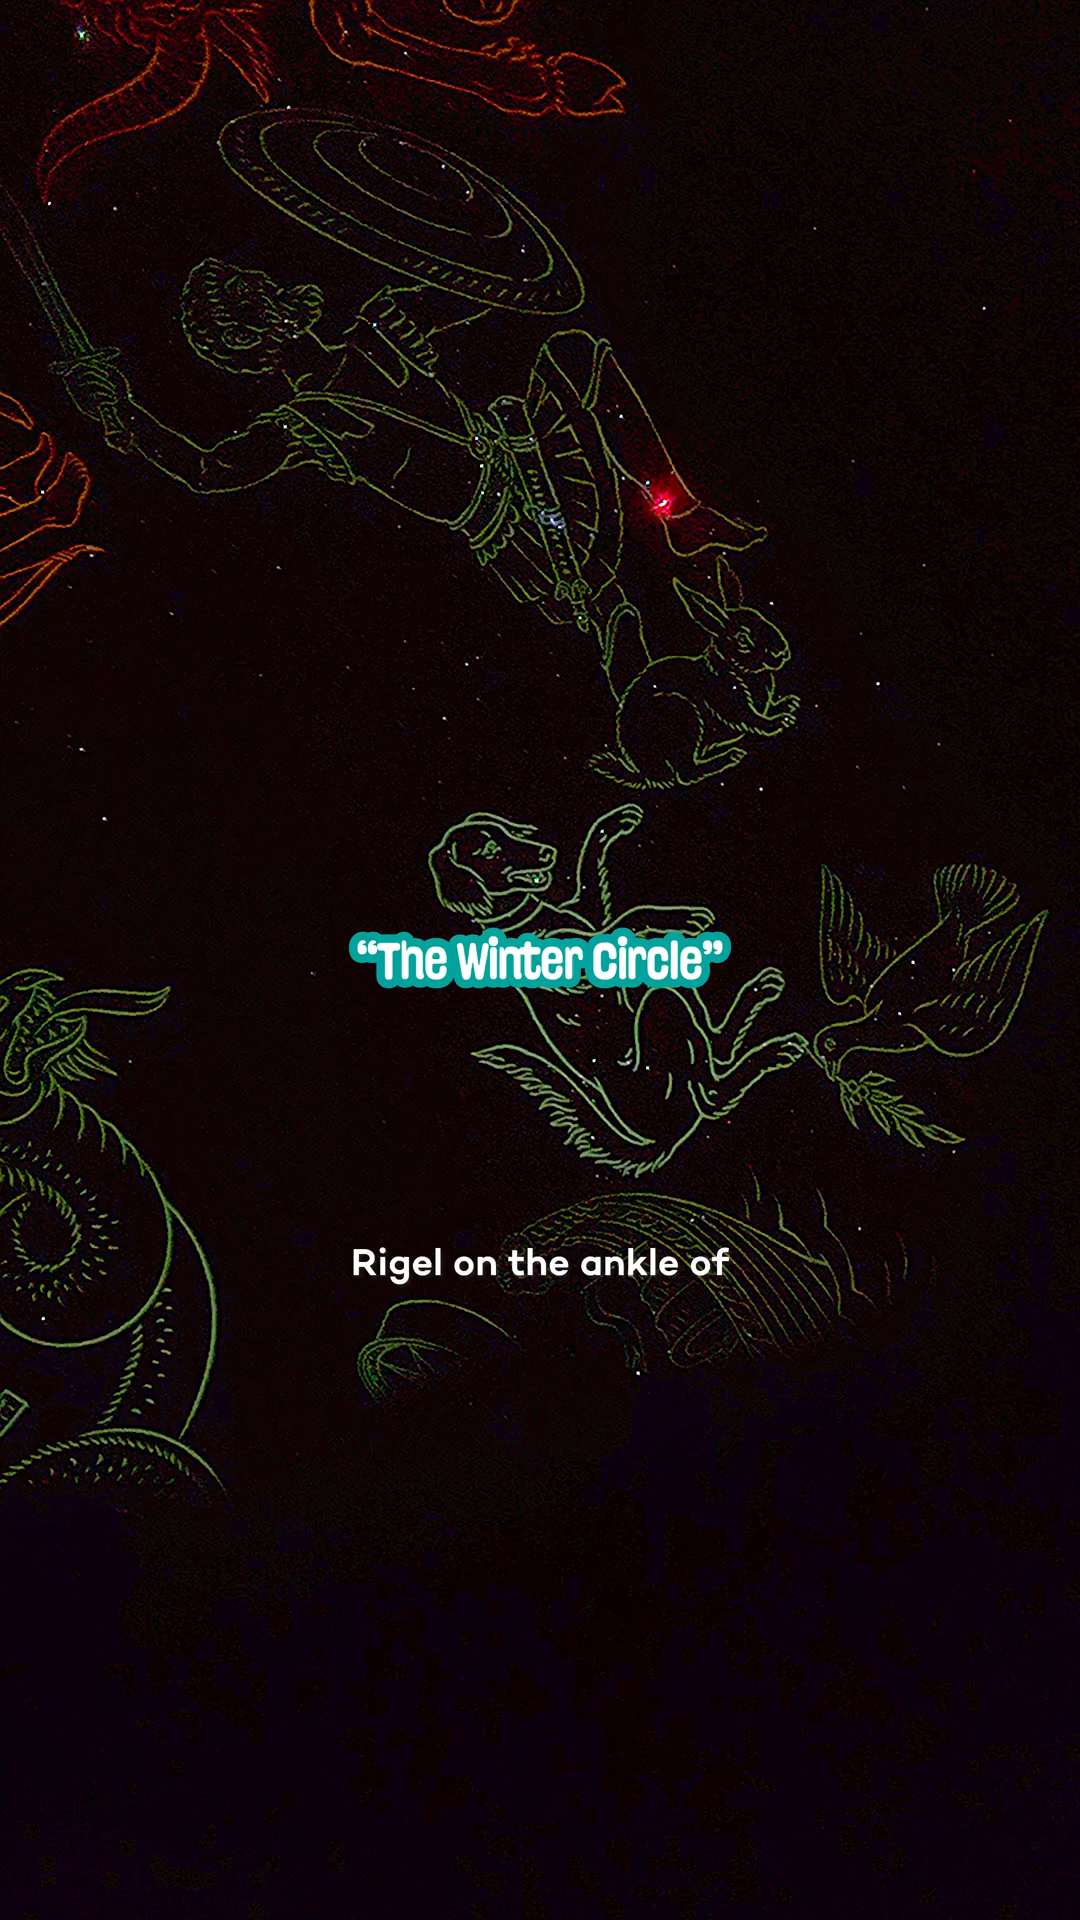 “The Winter Circle”
Rigel on the ankle of